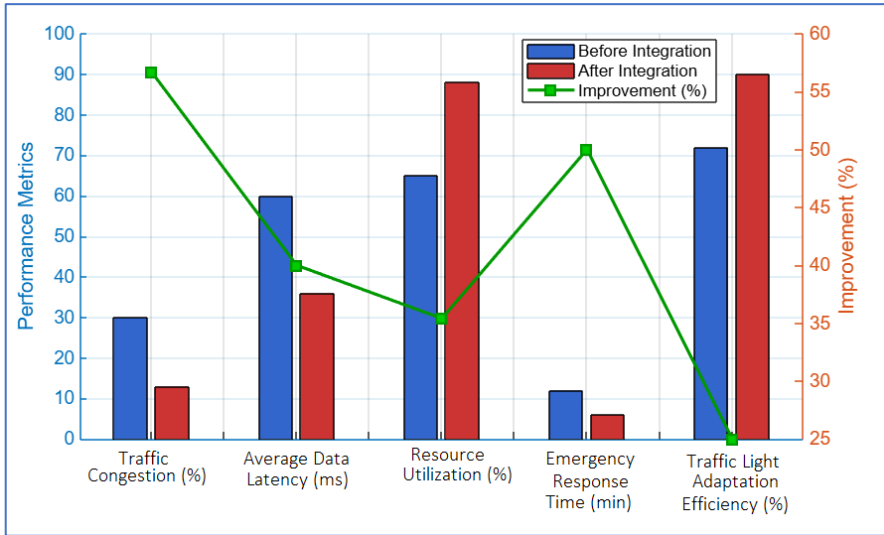 100
90
80
70
60
50
40
30
20
10
0
Performance Metrics
Before Integration
After Integration
Improvement (%)
60
55
50
45
40
35
30
25
Improvement (%)
Traffic
Congestion (%)
Average Data
Latency (ms)
Resource
Utilization (%)
Emergency
Response
Time (min)
Traffic Light
Adaptation
Efficiency (%)